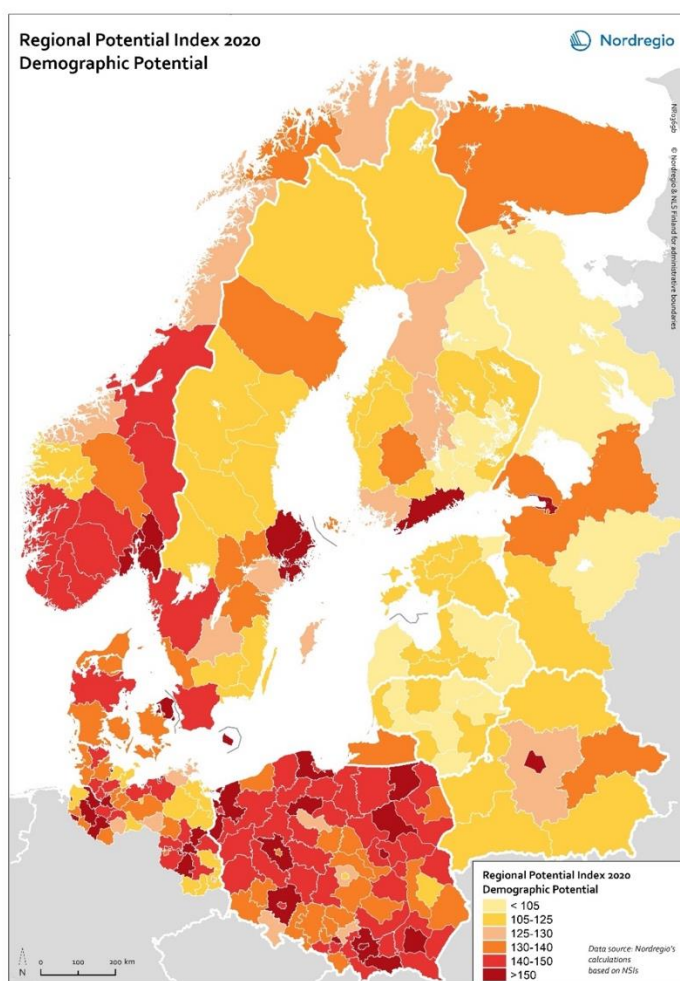 Regional Potential Index 2020
Demographic Potential
Nordregio
NR0369b © Nordregio & NLS Finland for administrative boundaries
Regional Potential Index 2020
Demographic Potential
< 105
105-125
125-130
130-140
140-150
>150
Data source: Nordregio's
calculations
based on NSIs
N
0 100 200 km